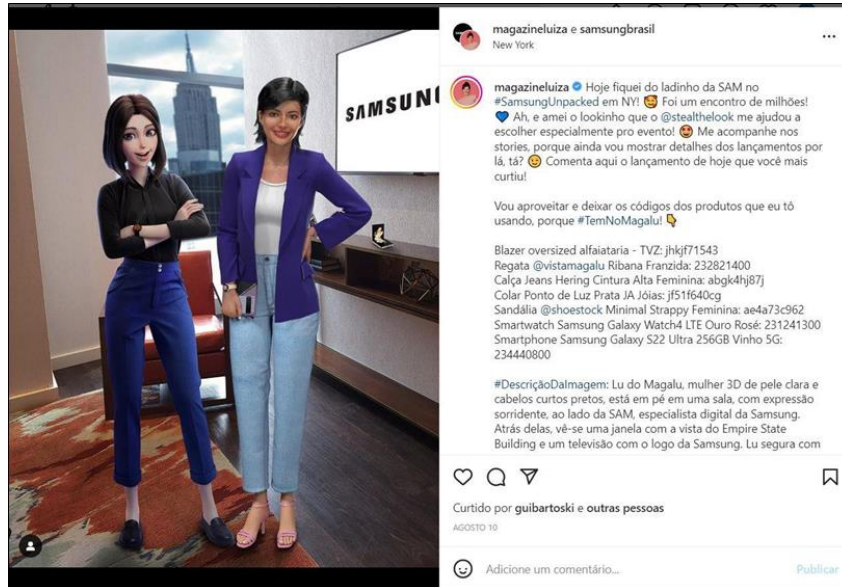 SAMSUN
magazineluiza e samsungbrasil
New York
magazineluiza Hoje fiquei do ladinho da SAM no
#SamsungUnpacked em NY! 🥰 Foi um encontro de milhões!
💙 Ah, e amei o lookinho que o @stealthelook me ajudou a
escolher especialmente pro evento! 🤩 Me acompanhe nos
stories, porque ainda vou mostrar detalhes dos lançamentos por
lá, tá? 😉 Comenta aqui o lançamento de hoje que você mais
curtiu!
Vou aproveitar e deixar os códigos dos produtos que eu tô
usando, porque #TemNoMagalu! 👇
Blazer oversized alfaiataria - TVZ: jhkjf71543
Regata @vistamagalu Ribana Franzida: 232821400
Calça Jeans Hering Cintura Alta Feminina: abgk4hj87j
Colar Ponto de Luz Prata JA Jóias: jf51f640cg
Sandália @shoestock Minimal Strappy Feminina: ae4a73c962
Smartwatch Samsung Galaxy Watch4 LTE Ouro Rosé: 231241300
Smartphone Samsung Galaxy S22 Ultra 256GB Vinho 5G:
234440800
#DescriçãoDaImagem: Lu do Magalu, mulher 3D de pele clara e
cabelos curtos pretos, está em pé em uma sala, com expressão
sorridente, ao lado da SAM, especialista digital da Samsung.
Atrás delas, vê-se uma janela com a vista do Empire State
Building e um televisão com o logo da Samsung. Lu segura com
Curtido por guibartoski e outras pessoas
AGOSTO 10
Adicione um comentário...
Publicar